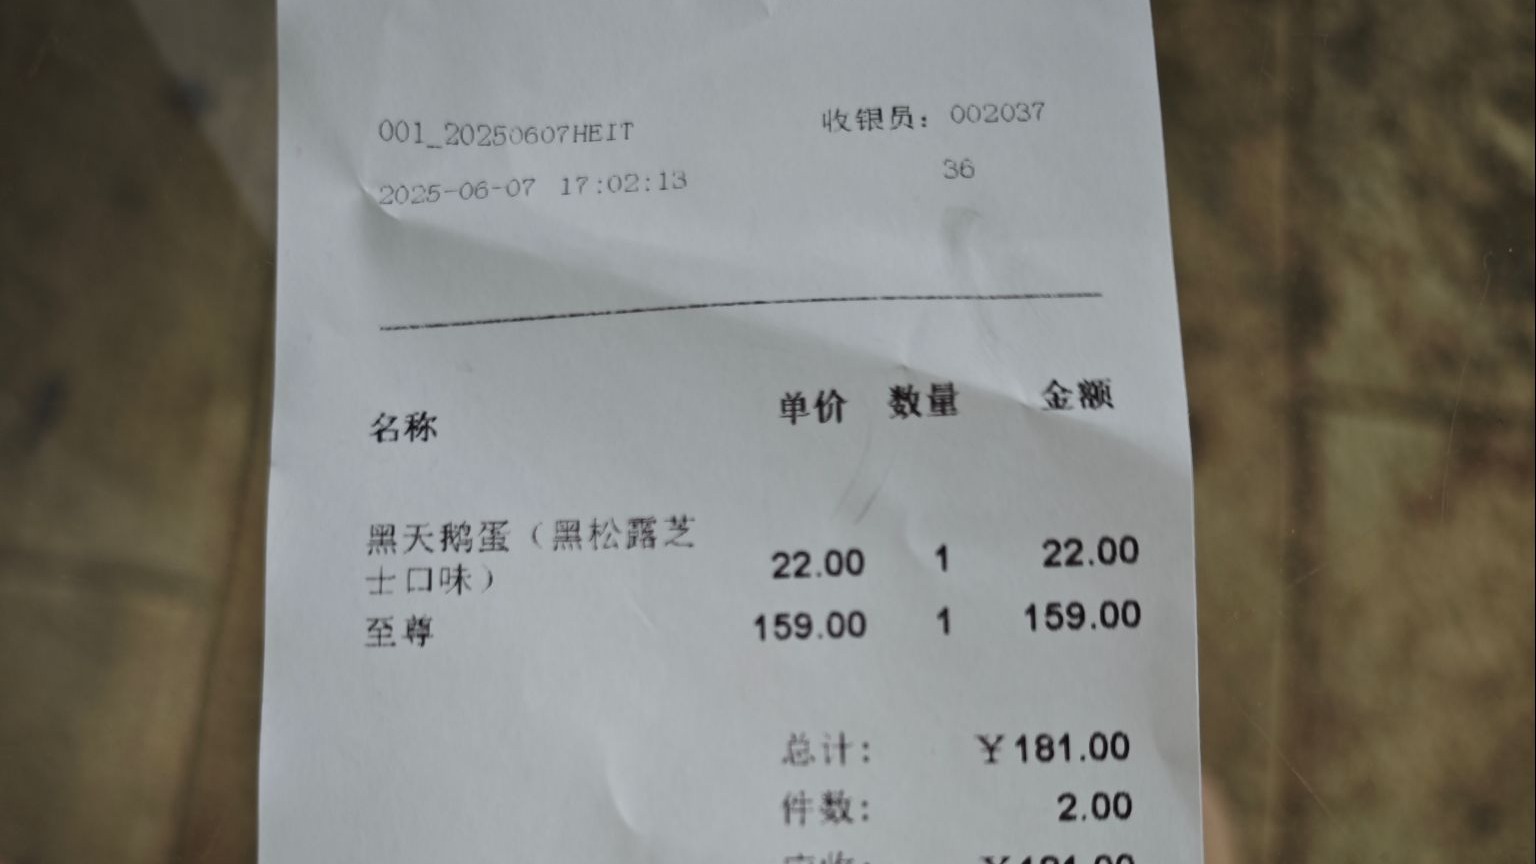 001_20250607HEIT 收银员：002037
2025-06-07 17:02:13 36
名称 单价 数量 金额
黑天鹅蛋（黑松露芝
士口味） 22.00 1 22.00
至尊 159.00 1 159.00
总计： ￥181.00
件数： 2.00